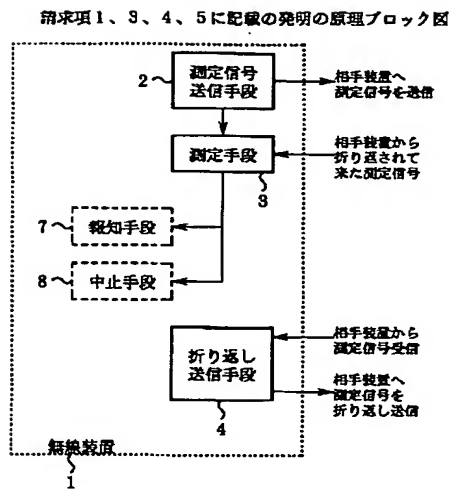 請求項1、3、4、5に記載の発明の原理ブロック図
2
測定信号
送信手段
相手装置へ
測定信号を送信
測定手段
3
相手装置から
折り返されて
来た測定信号
7
報知手段
8
中止手段
折り返し
送信手段
4
相手装置から
測定信号受信
相手装置へ
測定信号を
折り返し送信
無線装置
1